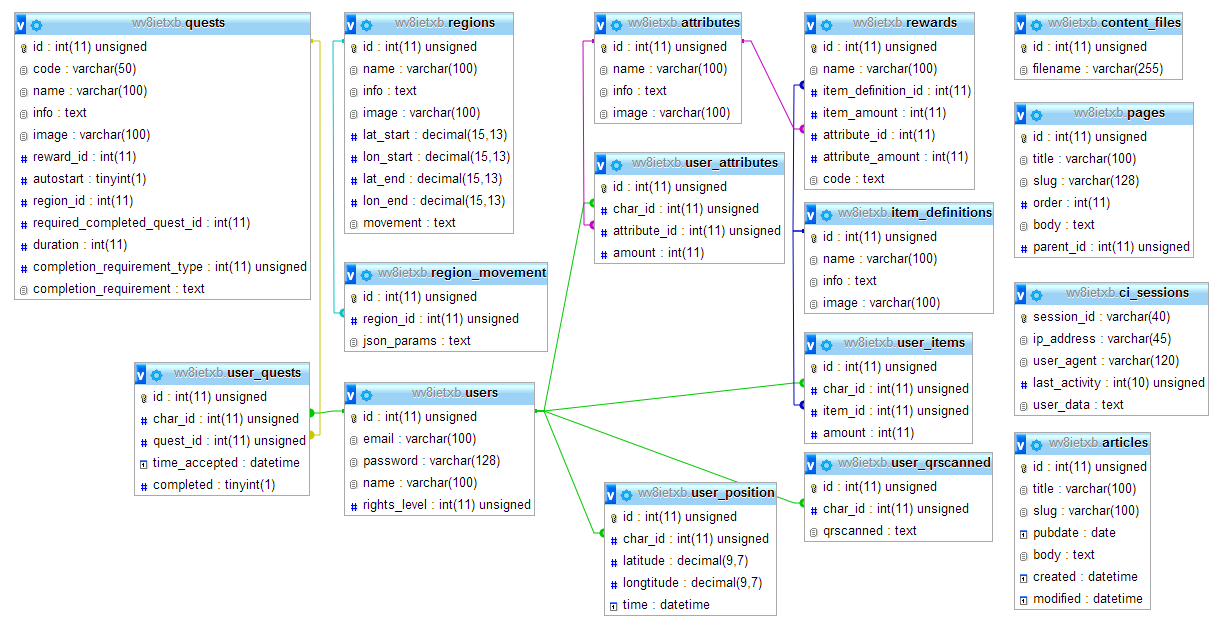 v wv8ietxb.quests
id : int(11) unsigned
code : varchar(50)
name : varchar(100)
info : text
image : varchar(100)
# reward_id : int(11)
# autostart : tinyint(1)
# region_id : int(11)
# required_completed_quest_id : int(11)
# duration : int(11)
# completion_requirement_type : int(11) unsigned
completion_requirement : text
v wv8ietxb.user_quests
id : int(11) unsigned
# char_id : int(11) unsigned
# quest_id : int(11) unsigned
time_accepted : datetime
# completed : tinyint(1)
v wv8ietxb.regions
id : int(11) unsigned
name : varchar(100)
info : text
image : varchar(100)
# lat_start : decimal(15,13)
# lon_start : decimal(15,13)
# lat_end : decimal(15,13)
# lon_end : decimal(15,13)
movement : text
v wv8ietxb.region_movement
id : int(11) unsigned
# region_id : int(11) unsigned
json_params : text
v wv8ietxb.users
id : int(11) unsigned
email : varchar(100)
password : varchar(128)
name : varchar(100)
# rights_level : int(11) unsigned
v wv8ietxb.attributes
id : int(11) unsigned
name : varchar(100)
info : text
image : varchar(100)
v wv8ietxb.user_attributes
id : int(11) unsigned
# char_id : int(11) unsigned
# attribute_id : int(11) unsigned
# amount : int(11)
v wv8ietxb.user_position
id : int(11) unsigned
# char_id : int(11) unsigned
# latitude : decimal(9,7)
# longtitude : decimal(9,7)
time : datetime
v wv8ietxb.rewards
id : int(11) unsigned
name : varchar(100)
# item_definition_id : int(11)
# item_amount : int(11)
# attribute_id : int(11)
# attribute_amount : int(11)
code : text
v wv8ietxb.item_definitions
id : int(11) unsigned
name : varchar(100)
info : text
image : varchar(100)
v wv8ietxb.user_items
id : int(11) unsigned
# char_id : int(11) unsigned
# item_id : int(11) unsigned
# amount : int(11)
v wv8ietxb.user_qrscanned
id : int(11) unsigned
# char_id : int(11) unsigned
qrscanned : text
v wv8ietxb.content_files
id : int(11) unsigned
filename : varchar(255)
v wv8ietxb.pages
id : int(11) unsigned
title : varchar(100)
slug : varchar(128)
# order : int(11)
body : text
# parent_id : int(11) unsigned
v wv8ietxb.ci_sessions
session_id : varchar(40)
ip_address : varchar(45)
user_agent : varchar(120)
# last_activity : int(10) unsigned
user_data : text
v wv8ietxb.articles
id : int(11) unsigned
title : varchar(100)
slug : varchar(100)
pubdate : date
body : text
created : datetime
modified : datetime